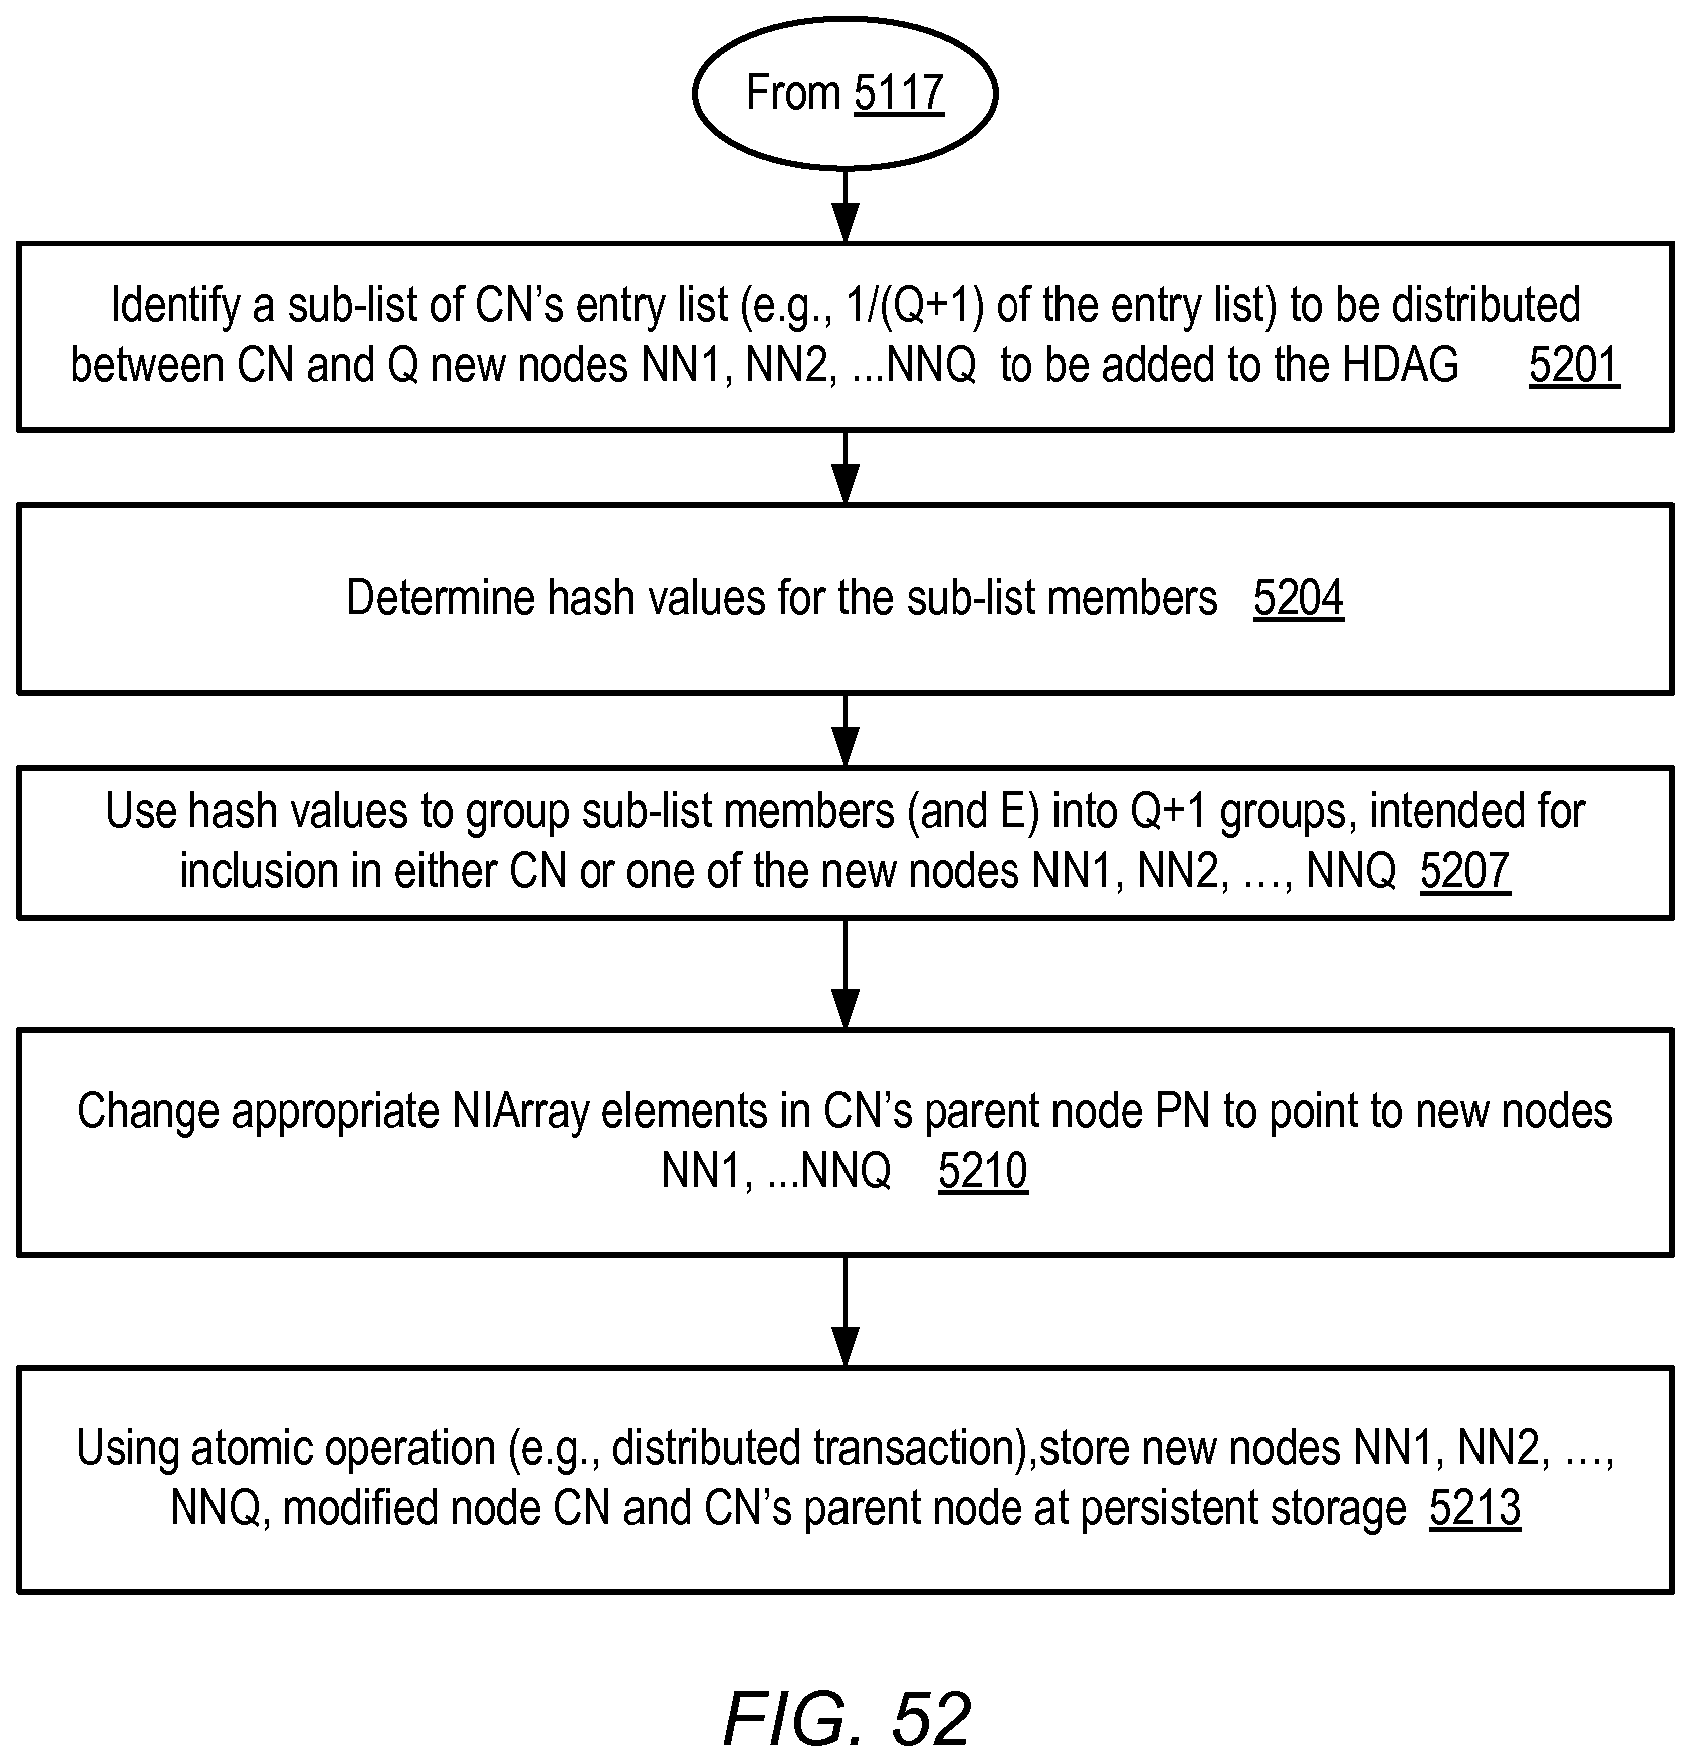 From 5117
Identify a sub-list of CN’s entry list (e.g., 1/(Q+1) of the entry list) to be distributed
between CN and Q new nodes NN1, NN2, ...NNQ to be added to the HDAG 5201
Determine hash values for the sub-list members 5204
Use hash values to group sub-list members (and E) into Q+1 groups, intended for
inclusion in either CN or one of the new nodes NN1, NN2, …, NNQ 5207
Change appropriate NIArray elements in CN’s parent node PN to point to new nodes
NN1, ...NNQ 5210
Using atomic operation (e.g., distributed transaction),store new nodes NN1, NN2, …,
NNQ, modified node CN and CN’s parent node at persistent storage 5213
FIG. 52